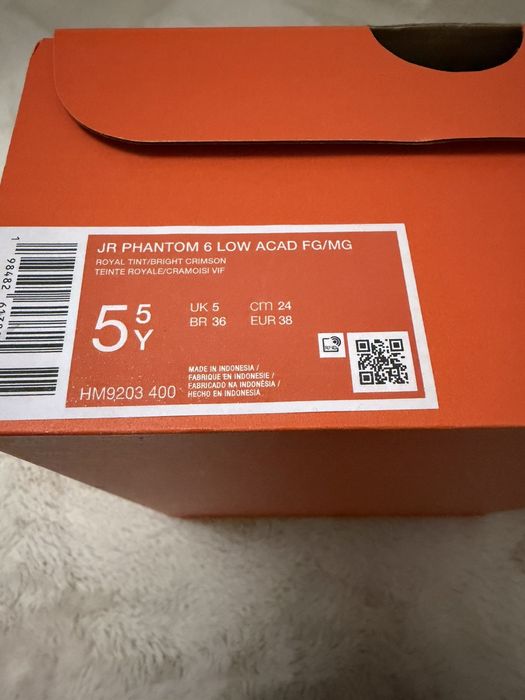 JR PHANTOM 6 LOW ACAD FG/MG
ROYAL TINT/BRIGHT CRIMSON
TEINTE ROYALE/CRAMOISI VIF
5 5 Y
UK 5 cm 24
BR 36 EUR 38
HM9203 400
MADE IN INDONESIA /
FABRIQUE EN INDONESIE /
FABRICADO NA INDONÉSIA /
HECHO EN INDONESIA
1 98482